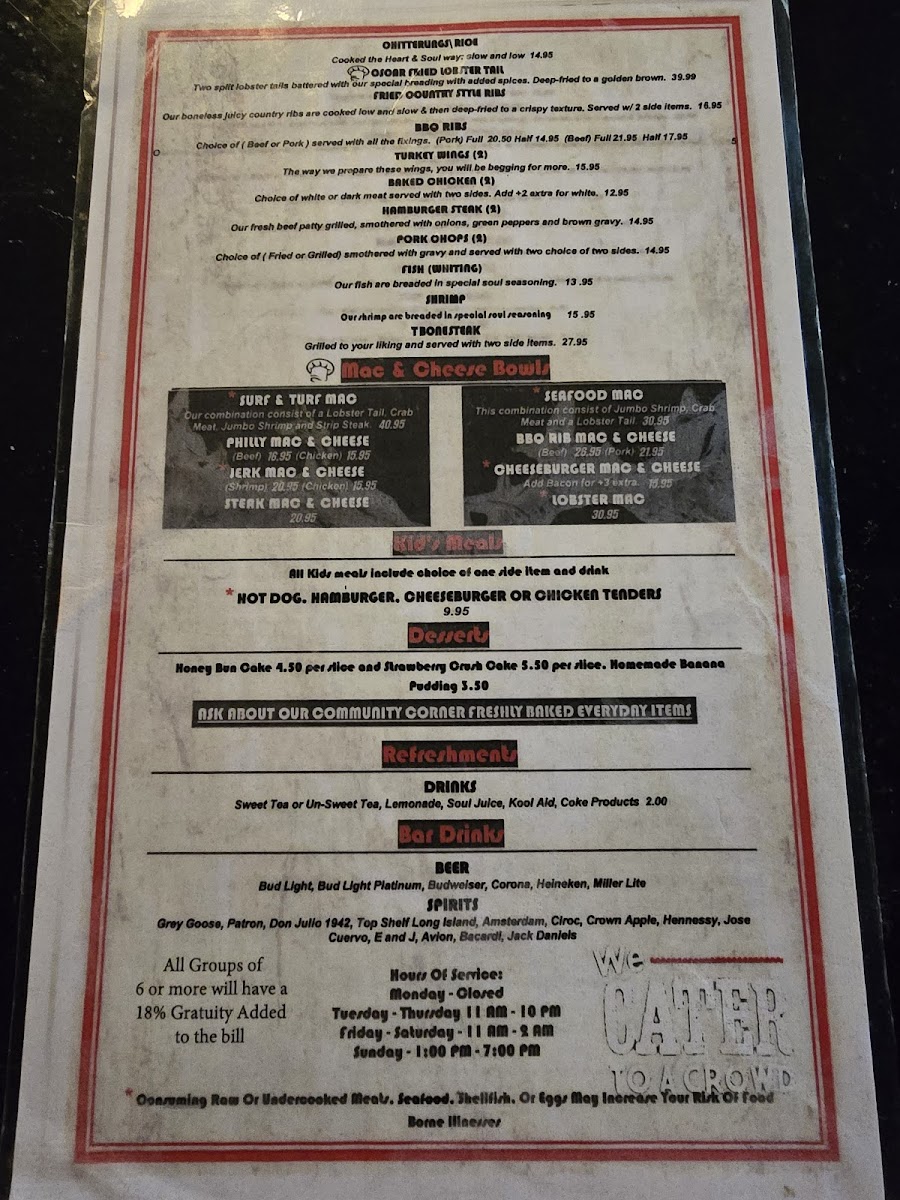 CHITTERLINGS\RICE
Cooked the Heart & Soul way; slow and low 14.95
OSCAR FRIED LOBSTER TAIL
Two split lobster tails battered with our special breading with added spices. Deep-fried to a golden brown. 39.99
FRIED COUNTRY STYLE RIBS
Our boneless juicy country ribs are cooked low and slow & then deep-fried to a crispy texture. Served w/ 2 side items. 16.95
BBQ RIBS
Choice of ( Beef or Pork ) served with all the fixings. (Pork) Full 20.50 Half 14.95 (Beef) Full 21.95 Half 17.95
TURKEY WINGS (2)
The way we prepare these wings, you will be begging for more. 15.95
BAKED CHICKEN (2)
Choice of white or dark meat served with two sides. Add +2 extra for white. 12.95
HAMBURGER STEAK (2)
Our fresh beef patty grilled, smothered with onions, green peppers and brown gravy. 14.95
PORK CHOPS (2)
Choice of ( Fried or Grilled) smothered with gravy and served with two choice of two sides. 14.95
FISH (WHITING)
Our fish are breaded in special soul seasoning. 13 .95
SHRIMP
Our shrimp are breaded in special soul seasoning 15 .95
T BONE STEAK
Grilled to your liking and served with two side items. 27.95
Mac & Cheese Bowls
* SURF & TURF MAC
Our combination consist of a Lobster Tail, Crab
Meat, Jumbo Shrimp and Strip Steak. 40.95
PHILLY MAC & CHEESE
(Beef) 16.95 (Chicken) 15.95
* JERK MAC & CHEESE
(Shrimp) 20.95 (Chicken) 15.95
STEAK MAC & CHEESE
20.95
* SEAFOOD MAC
This combination consist of Jumbo Shrimp, Crab
Meat and a Lobster Tail. 30.95
BBQ RIB MAC & CHEESE
(Beef) 26.95 (Pork) 21.95
* CHEESEBURGER MAC & CHEESE
Add Bacon for +3 extra. 15.95
* LOBSTER MAC
30.95
Kid's Meals
All Kids meals include choice of one side item and drink
* HOT DOG, HAMBURGER, CHEESEBURGER OR CHICKEN TENDERS
9.95
Desserts
Honey Bun Cake 4.50 per slice and Strawberry Crush Cake 5.50 per slice. Homemade Banana
Pudding 3.50
ASK ABOUT OUR COMMUNITY CORNER FRESHLY BAKED EVERYDAY ITEMS
Refreshments
DRINKS
Sweet Tea or Un-Sweet Tea, Lemonade, Soul Juice, Kool Aid, Coke Products 2.00
Bar Drinks
BEER
Bud Light, Bud Light Platinum, Budweiser, Corona, Heineken, Miller Lite
SPIRITS
Grey Goose, Patron, Don Julio 1942, Top Shelf Long Island, Amsterdam, Ciroc, Crown Apple, Hennessy, Jose
Cuervo, E and J, Avion, Bacardi, Jack Daniels
All Groups of
6 or more will have a
18% Gratuity Added
to the bill
Hours Of Service:
Monday - Closed
Tuesday - Thursday 11 AM - 10 PM
Friday - Saturday - 11 AM - 2 AM
Sunday - 1:00 PM - 7:00 PM
We
CATER
TO A CROWD
* Consuming Raw Or Undercooked Meats, Seafood, Shellfish, Or Eggs May Increase Your Risk Of Food
Borne Illnesses